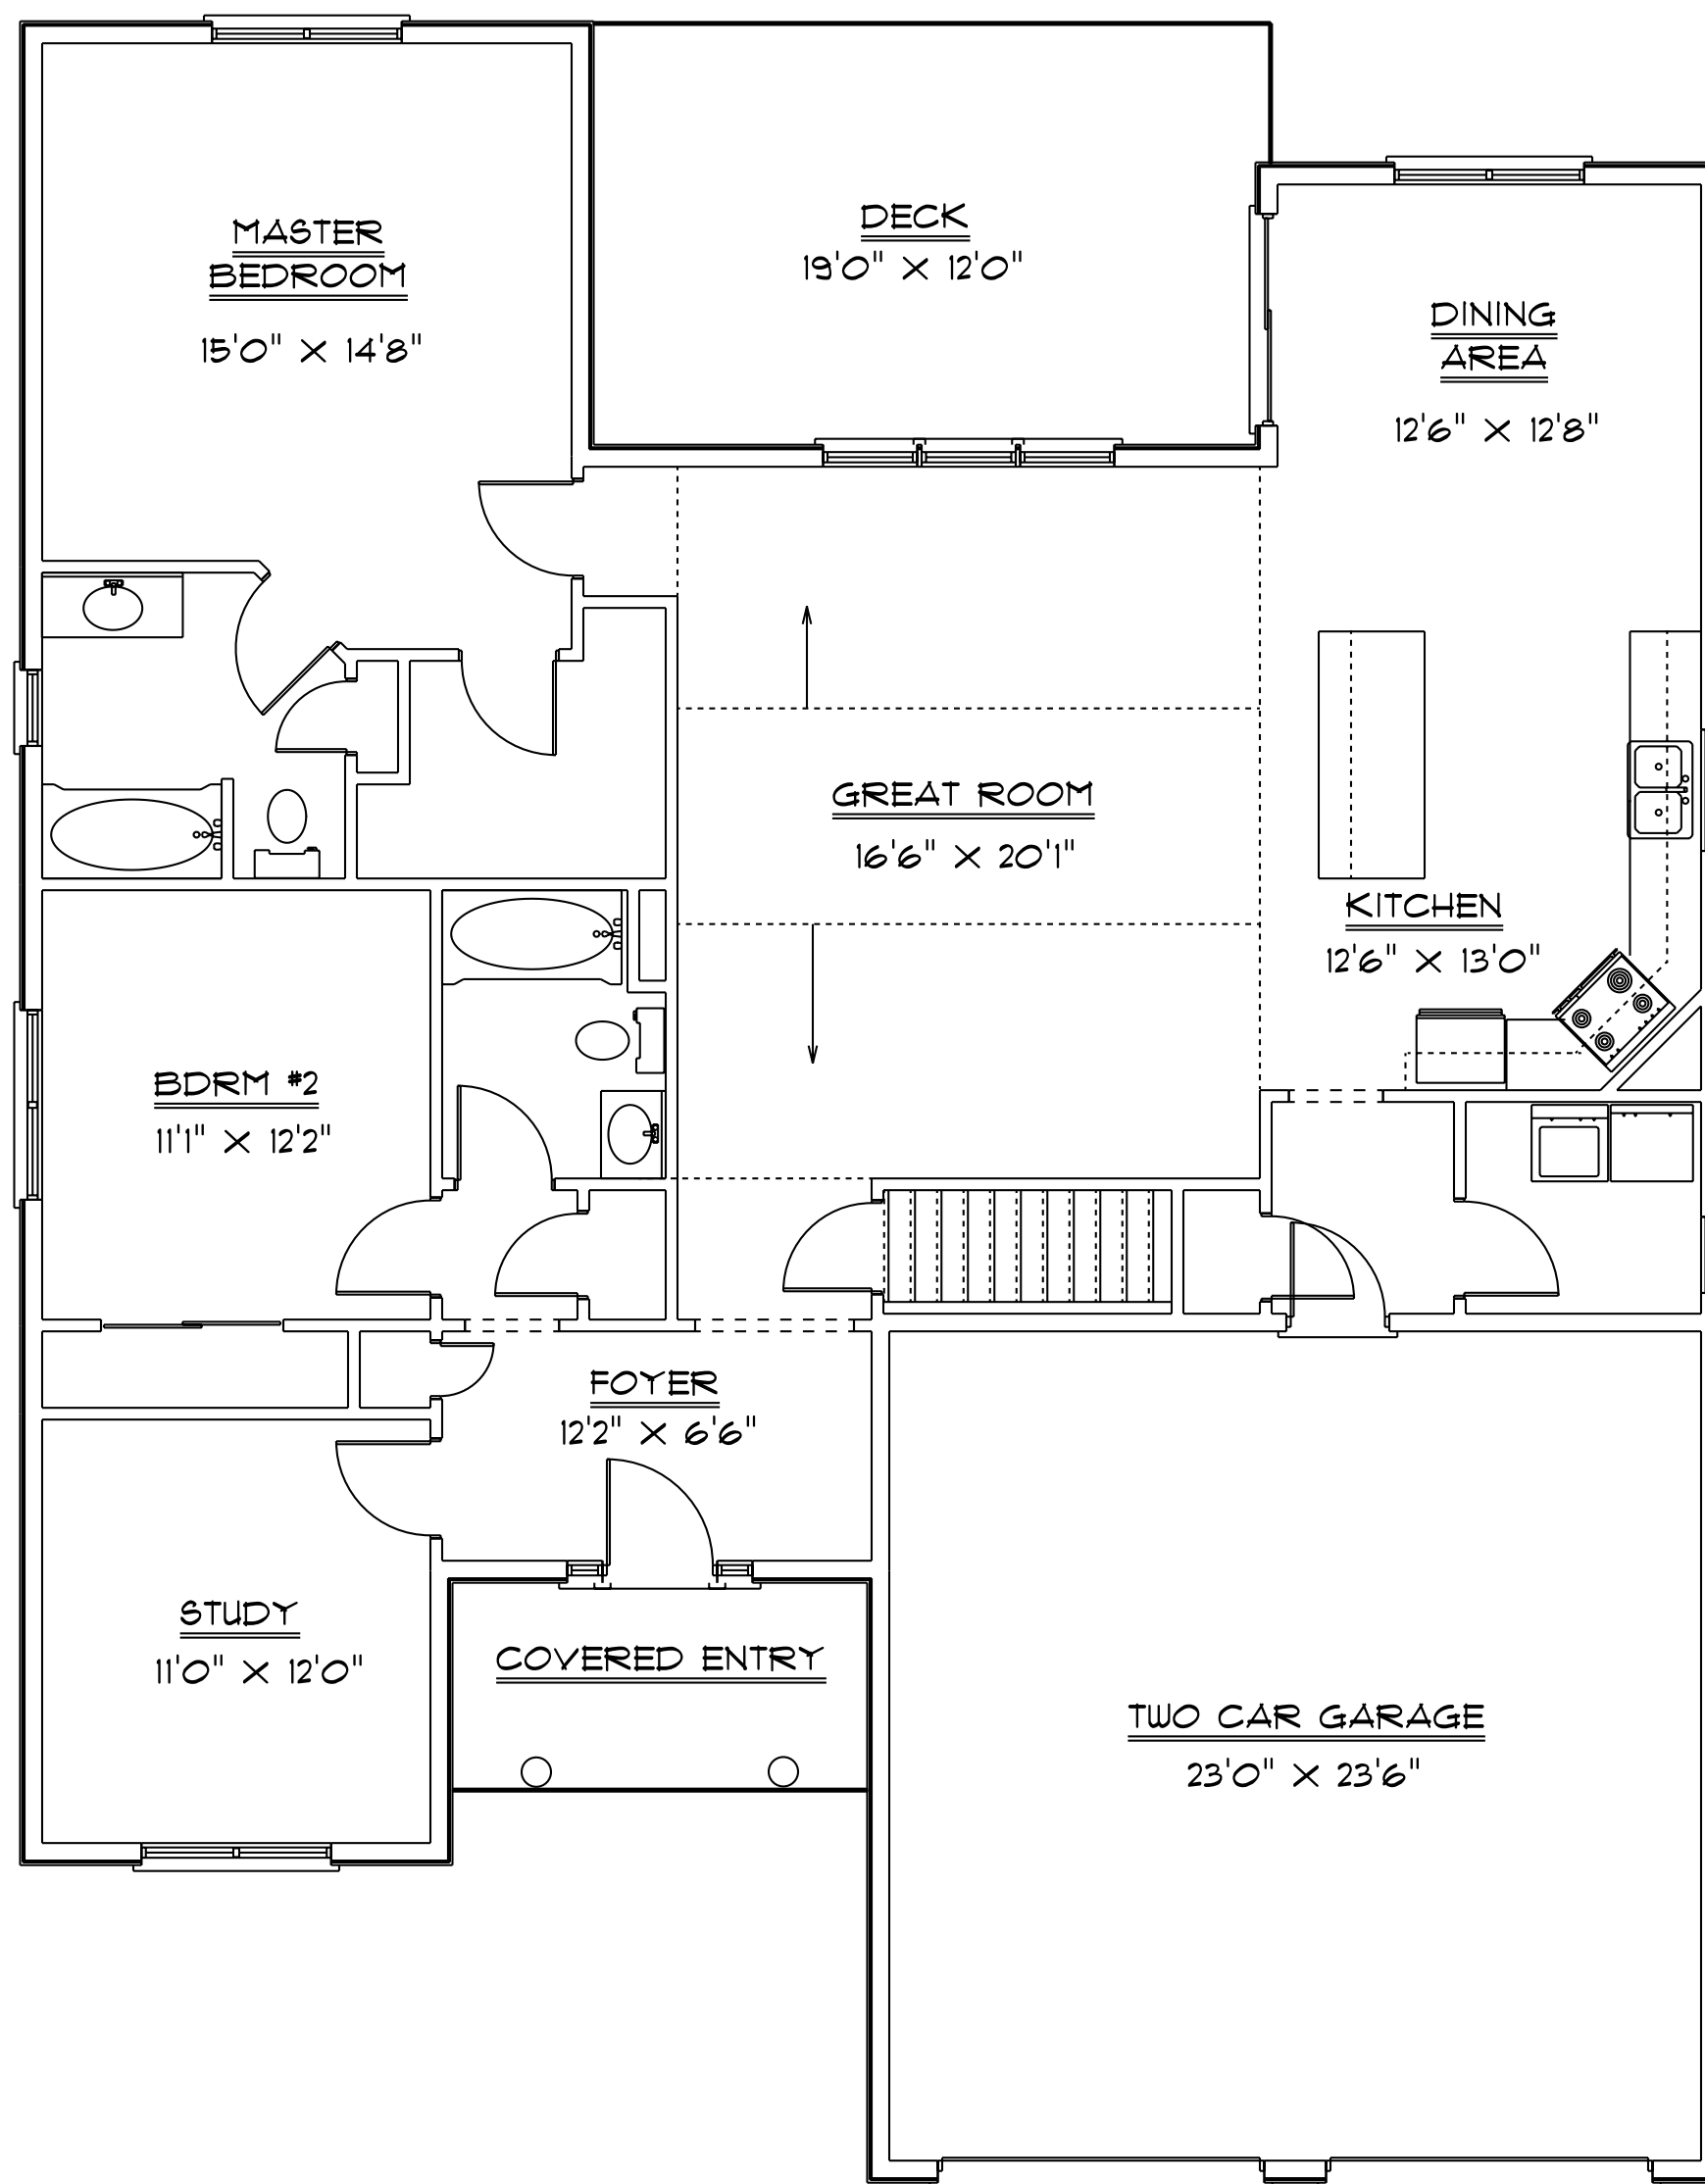 MASTER
BEDROOM
15'0" X 14'8"
DECK
19'0" X 12'0"
DINING
AREA
12'6" X 12'8"
GREAT ROOM
16'6" X 20'1"
KITCHEN
12'6" X 13'0"
BDRM #2
11'1" X 12'2"
FOYER
12'2" X 6'6"
STUDY
11'0" X 12'0"
COVERED ENTRY
TWO CAR GARAGE
23'0" X 23'6"